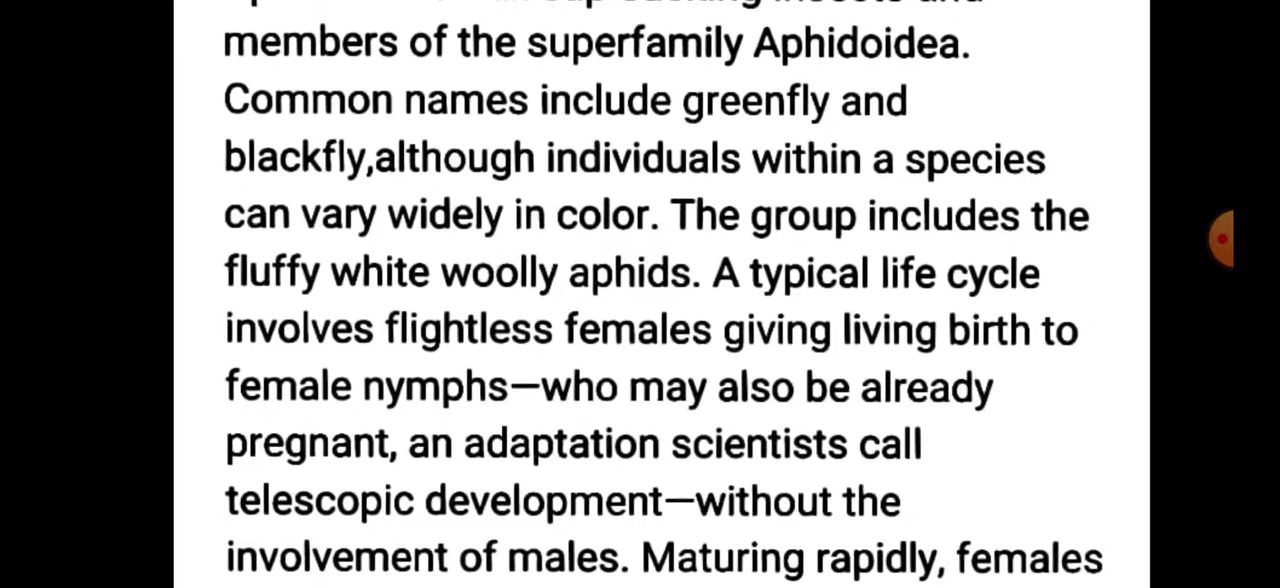 members of the superfamily Aphidoidea.
Common names include greenfly and
blackfly,although individuals within a species
can vary widely in color. The group includes the
fluffy white woolly aphids. A typical life cycle
involves flightless females giving living birth to
female nymphs—who may also be already
pregnant, an adaptation scientists call
telescopic development—without the
involvement of males. Maturing rapidly, females